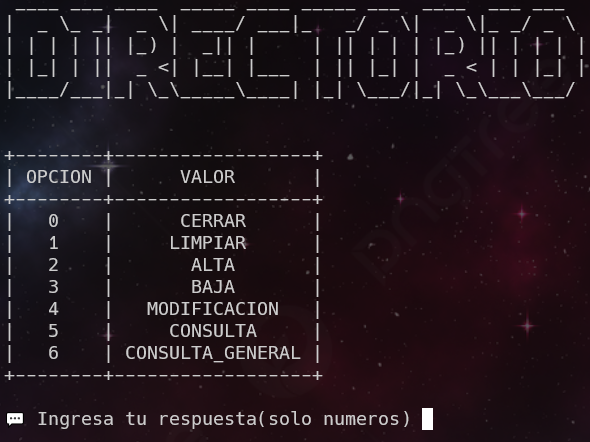 DIRECTORIO
OPCION VALOR
0 CERRAR
1 LIMPIAR
2 ALTA
3 BAJA
4 MODIFICACION
5 CONSULTA
6 CONSULTA_GENERAL
Ingresa tu respuesta(solo numeros)